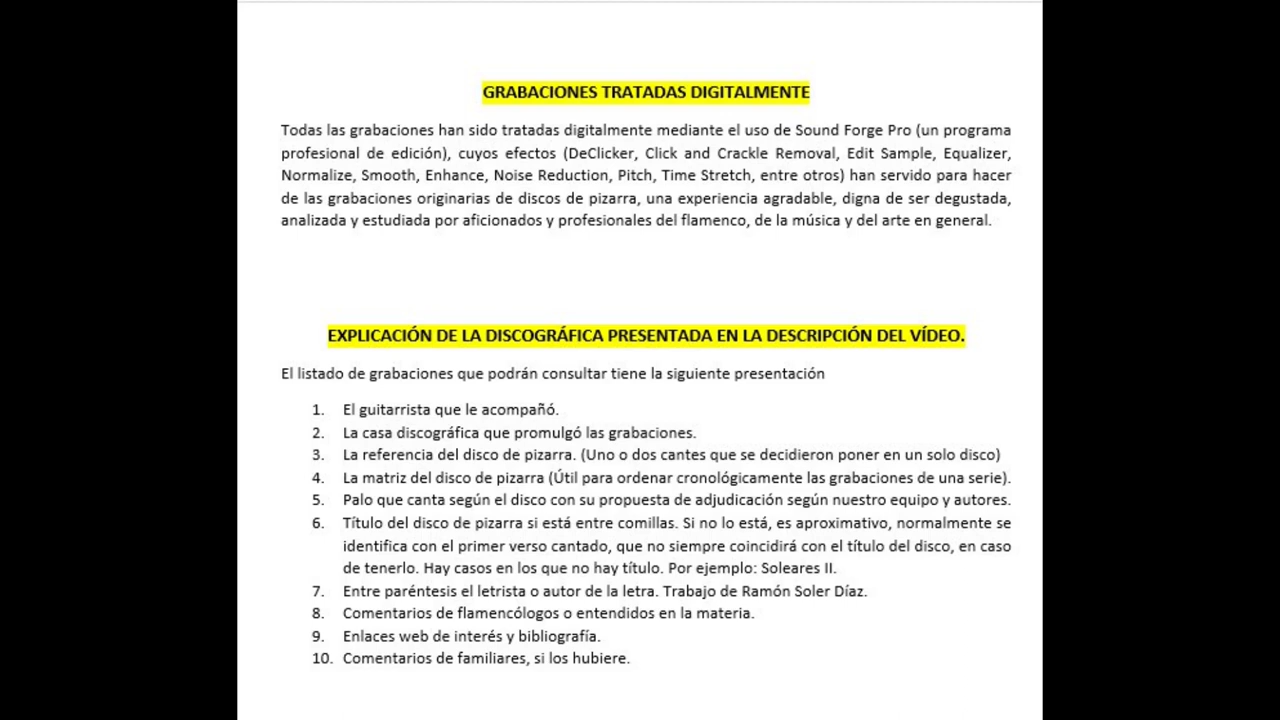 GRABACIONES TRATADAS DIGITALMENTE
Todas las grabaciones han sido tratadas digitalmente mediante el uso de Sound Forge Pro (un programa
profesional de edición), cuyos efectos (DeClicker, Click and Crackle Removal, Edit Sample, Equalizer,
Normalize, Smooth, Enhance, Noise Reduction, Pitch, Time Stretch, entre otros) han servido para hacer
de las grabaciones originarias de discos de pizarra, una experiencia agradable, digna de ser degustada,
analizada y estudiada por aficionados y profesionales del flamenco, de la música y del arte en general.
EXPLICACIÓN DE LA DISCOGRÁFICA PRESENTADA EN LA DESCRIPCIÓN DEL VÍDEO.
El listado de grabaciones que podrán consultar tiene la siguiente presentación
1. El guitarrista que le acompañó.
2. La casa discográfica que promulgó las grabaciones.
3. La referencia del disco de pizarra. (Uno o dos cantes que se decidieron poner en un solo disco)
4. La matriz del disco de pizarra (Útil para ordenar cronológicamente las grabaciones de una serie).
5. Palo que canta según el disco con su propuesta de adjudicación según nuestro equipo y autores.
6. Título del disco de pizarra si está entre comillas. Si no lo está, es aproximativo, normalmente se
identifica con el primer verso cantado, que no siempre coincidirá con el título del disco, en caso
de tenerlo. Hay casos en los que no hay título. Por ejemplo: Soleares II.
7. Entre paréntesis el letrista o autor de la letra. Trabajo de Ramón Soler Díaz.
8. Comentarios de flamencólogos o entendidos en la materia.
9. Enlaces web de interés y bibliografía.
10. Comentarios de familiares, si los hubiere.